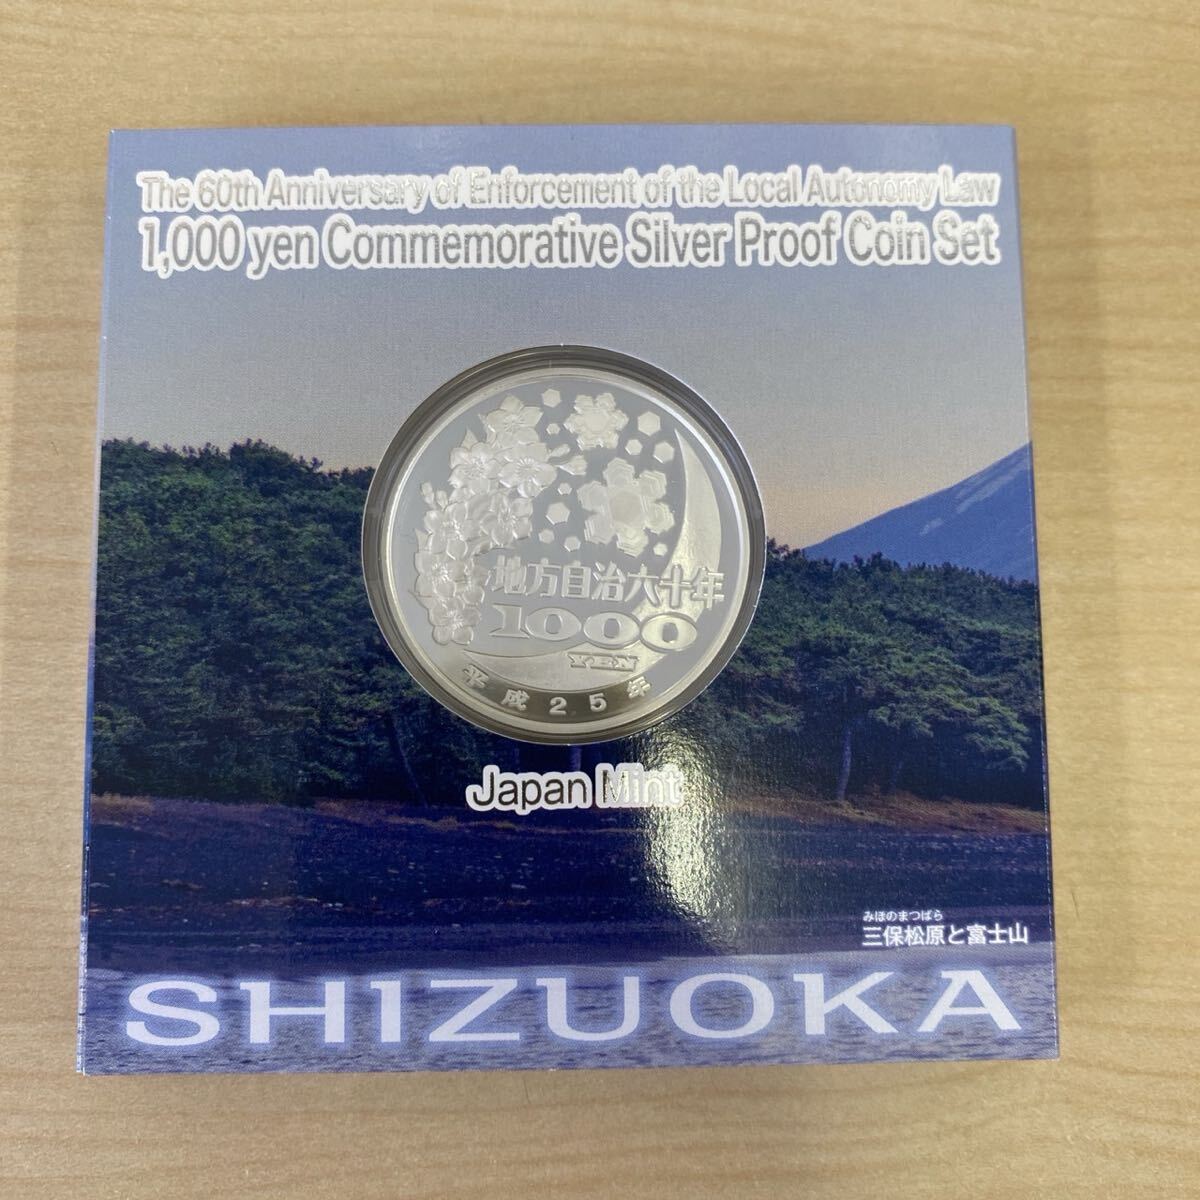 The 60th Anniversary of Enforcement of the Local Autonomy Law
1,000 yen Commemorative Silver Proof Coin Set
地方自治六十年
1000
YEN
平成25年
Japan Mint
みほのまつばら
三保松原と富士山
SHIZUOKA